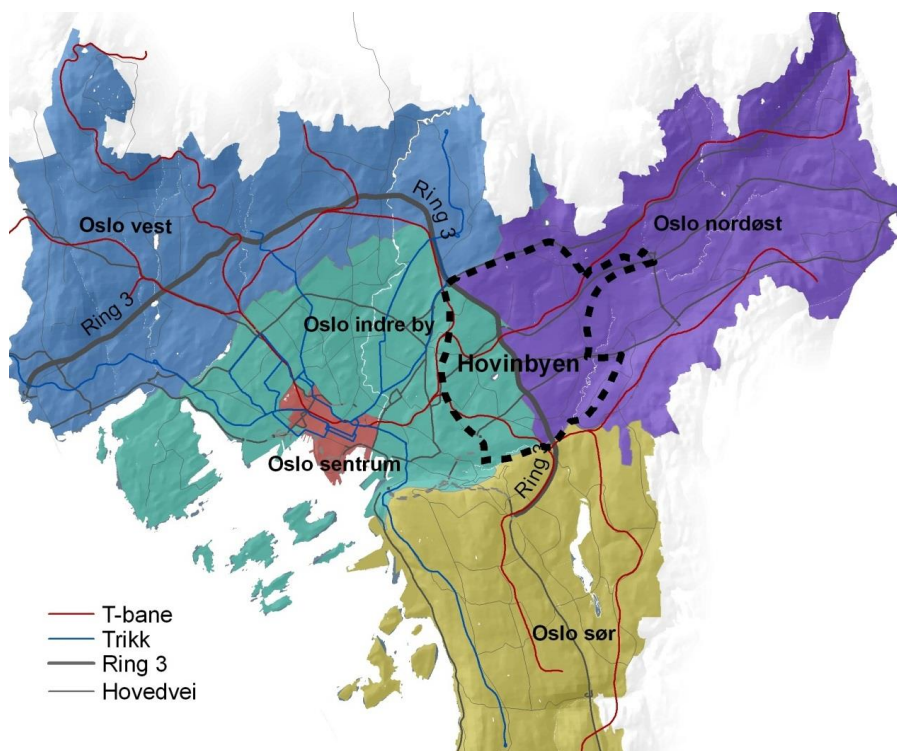 Ring 3
Oslo vest
Oslo nordøst
Ring 3
Oslo indre by
Hovinbyen
Oslo sentrum
Ring 3
Oslo sør
T-bane
Trikk
Ring 3
Hovedvei